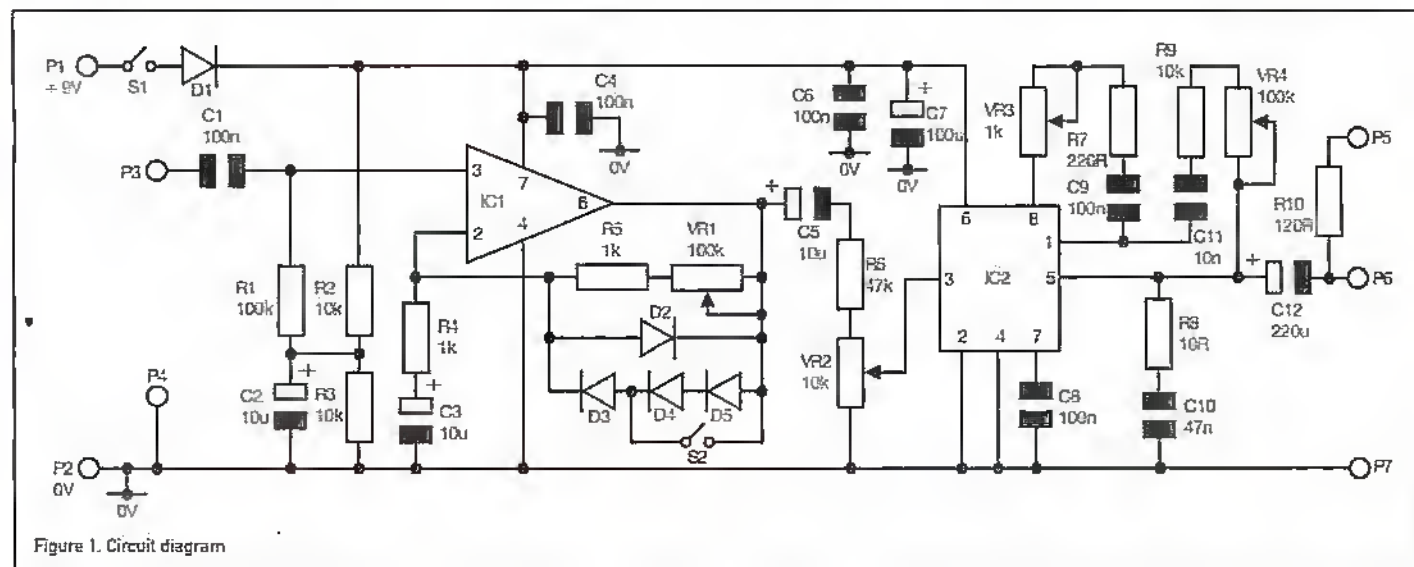 P1
+ 9V
S1
D1
C1
100n
P3
C4
100n
0V
3
7
IC1
6
2
4
C6
100n
0V
C7
100u
0V
VR3
1k
R7
220R
C9
100n
R9
10k
VR4
100k
C11
10n
P5
R10
120R
P6
C12
220u
R1
100k
R2
10k
R4
1k
R5
1k
VR1
100k
D2
D3
D4
D5
S2
C5
10u
47k
VR2
10k
6
8
1
3
IC2
5
2
4
7
C8
100n
10R
C10
47n
P4
C2
10u
R3
10k
C3
10u
P2
0V
0V
P7
Figure 1. Circuit diagram